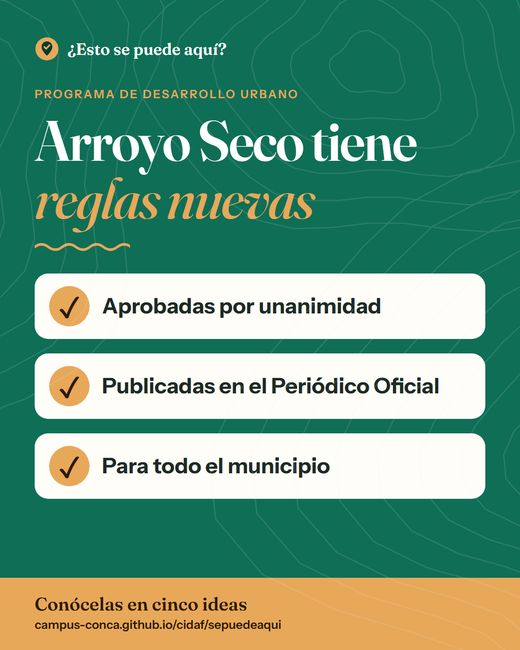 ¿Esto se puede aquí?
PROGRAMA DE DESARROLLO URBANO
Arroyo Seco tiene
reglas nuevas
Aprobadas por unanimidad
Publicadas en el Periódico Oficial
Para todo el municipio
Conócelas en cinco ideas
campus-conca.github.io/cidaf/sepuedeaqui